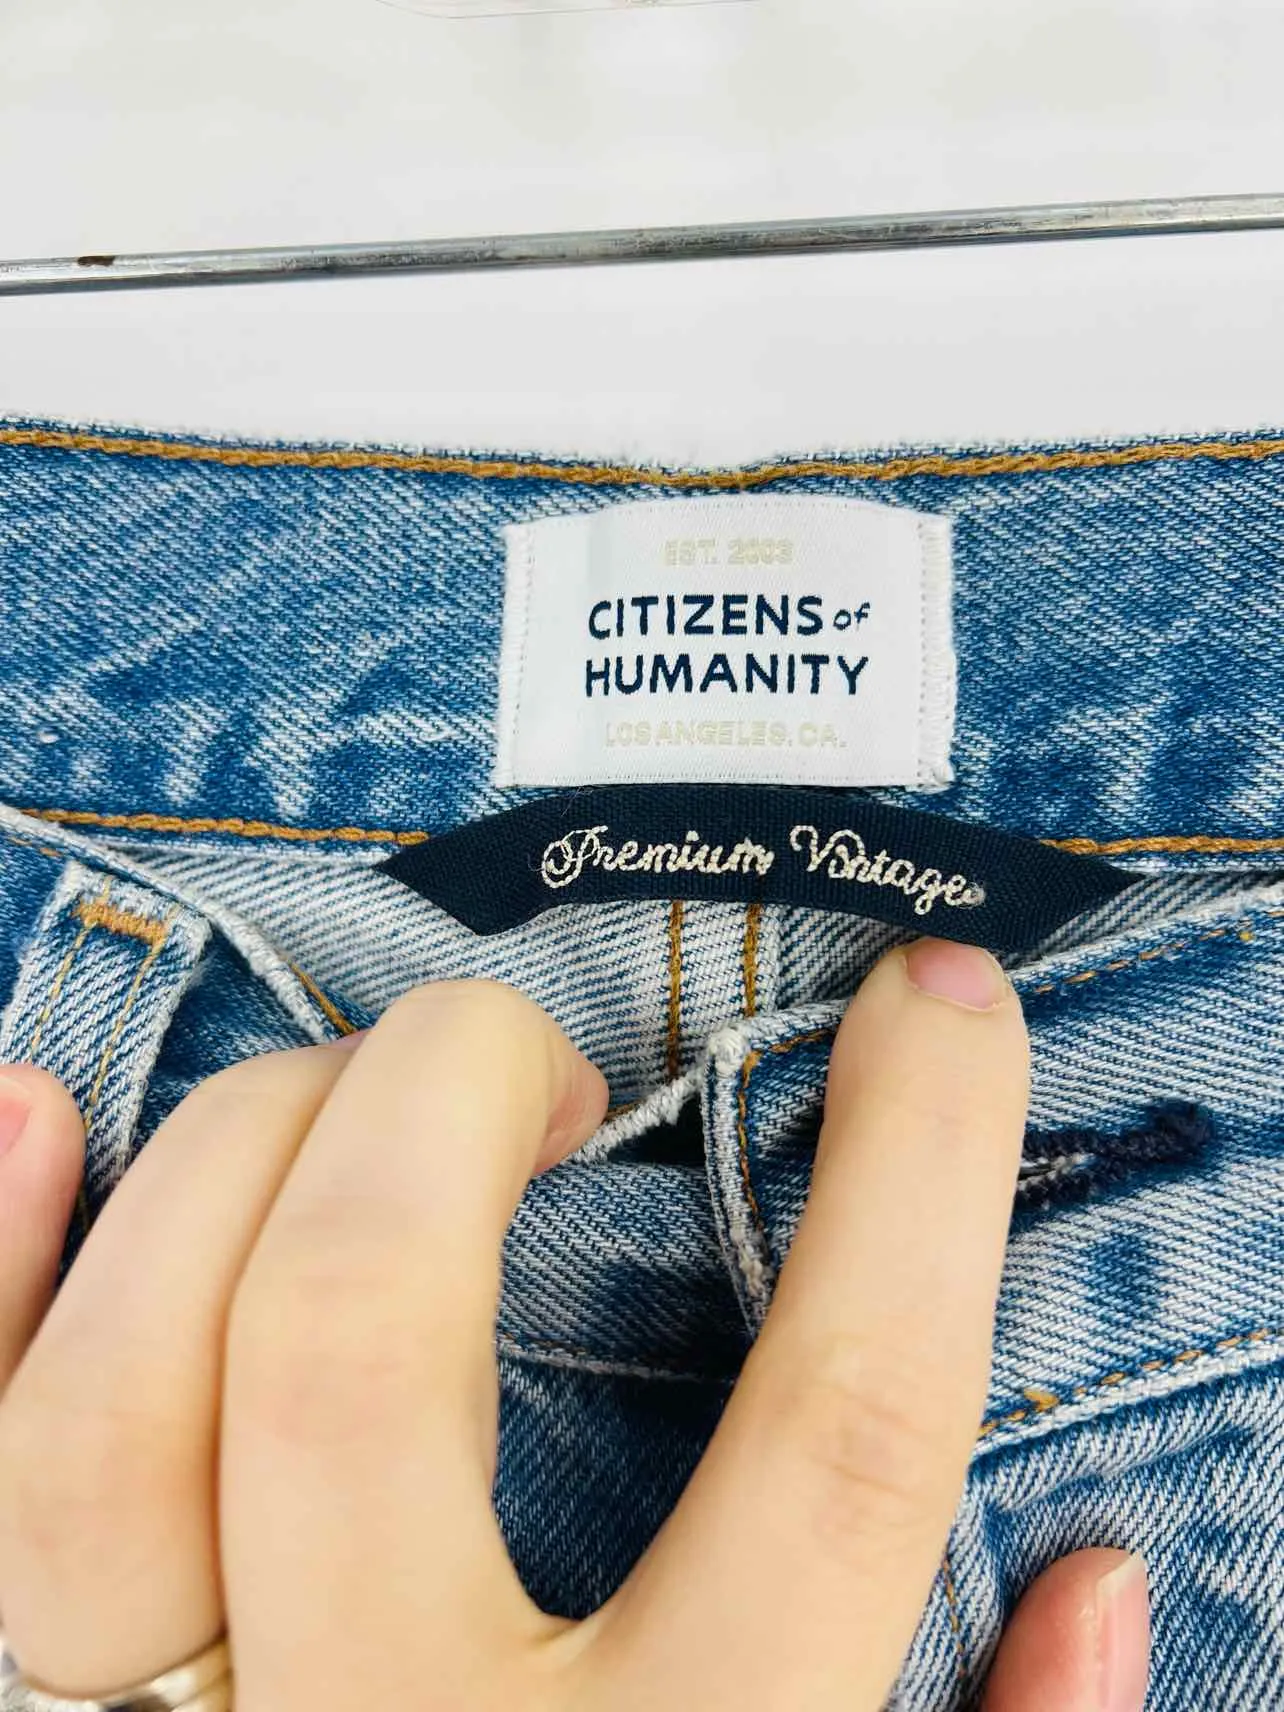 EST. 2003
CITIZENS of
HUMANITY
LOS ANGELES. CA.
Premium Vintage